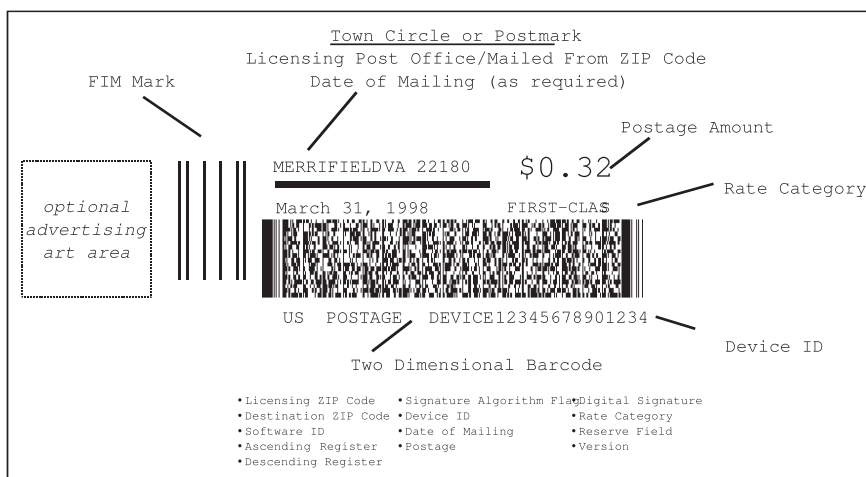 Town Circle or Postmark
Licensing Post Office/Mailed From ZIP Code
Date of Mailing (as required)
FIM Mark
Postage Amount
MERRIFIELDVA 22180
$0.32
Rate Category
optional
advertising
art area
March 31, 1998
FIRST-CLASS
US POSTAGE DEVICE12345678901234
Device ID
Two Dimensional Barcode
•Licensing ZIP Code •Signature Algorithm Flag •Digital Signature
•Destination ZIP Code •Device ID •Rate Category
•Software ID •Date of Mailing •Reserve Field
•Ascending Register •Postage •Version
•Descending Register